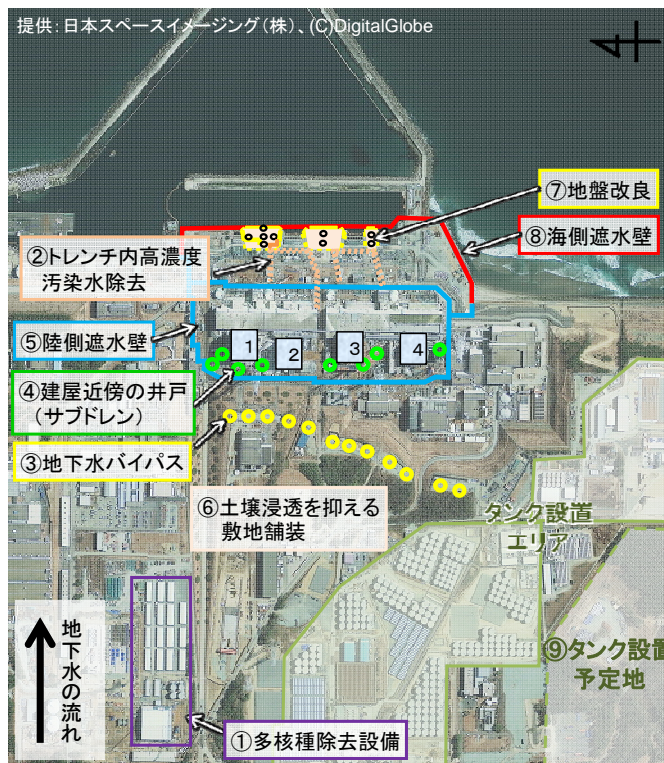 提供：日本スペースイメージング（株）、(C)DigitalGlobe
⑦地盤改良
⑧海側遮水壁
②トレンチ内高濃度
汚染水除去
⑤陸側遮水壁
1
2
3
4
④建屋近傍の井戸
（サブドレン）
③地下水バイパス
⑥土壌浸透を抑える
敷地舗装
タンク設置
エリア
⑨タンク設置
予定地
地下水の流れ
①多核種除去設備